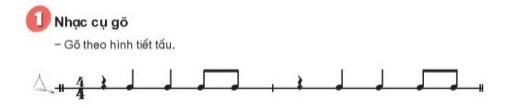 1 Nhạc cụ gõ
– Gõ theo hình tiết tấu.
4
4